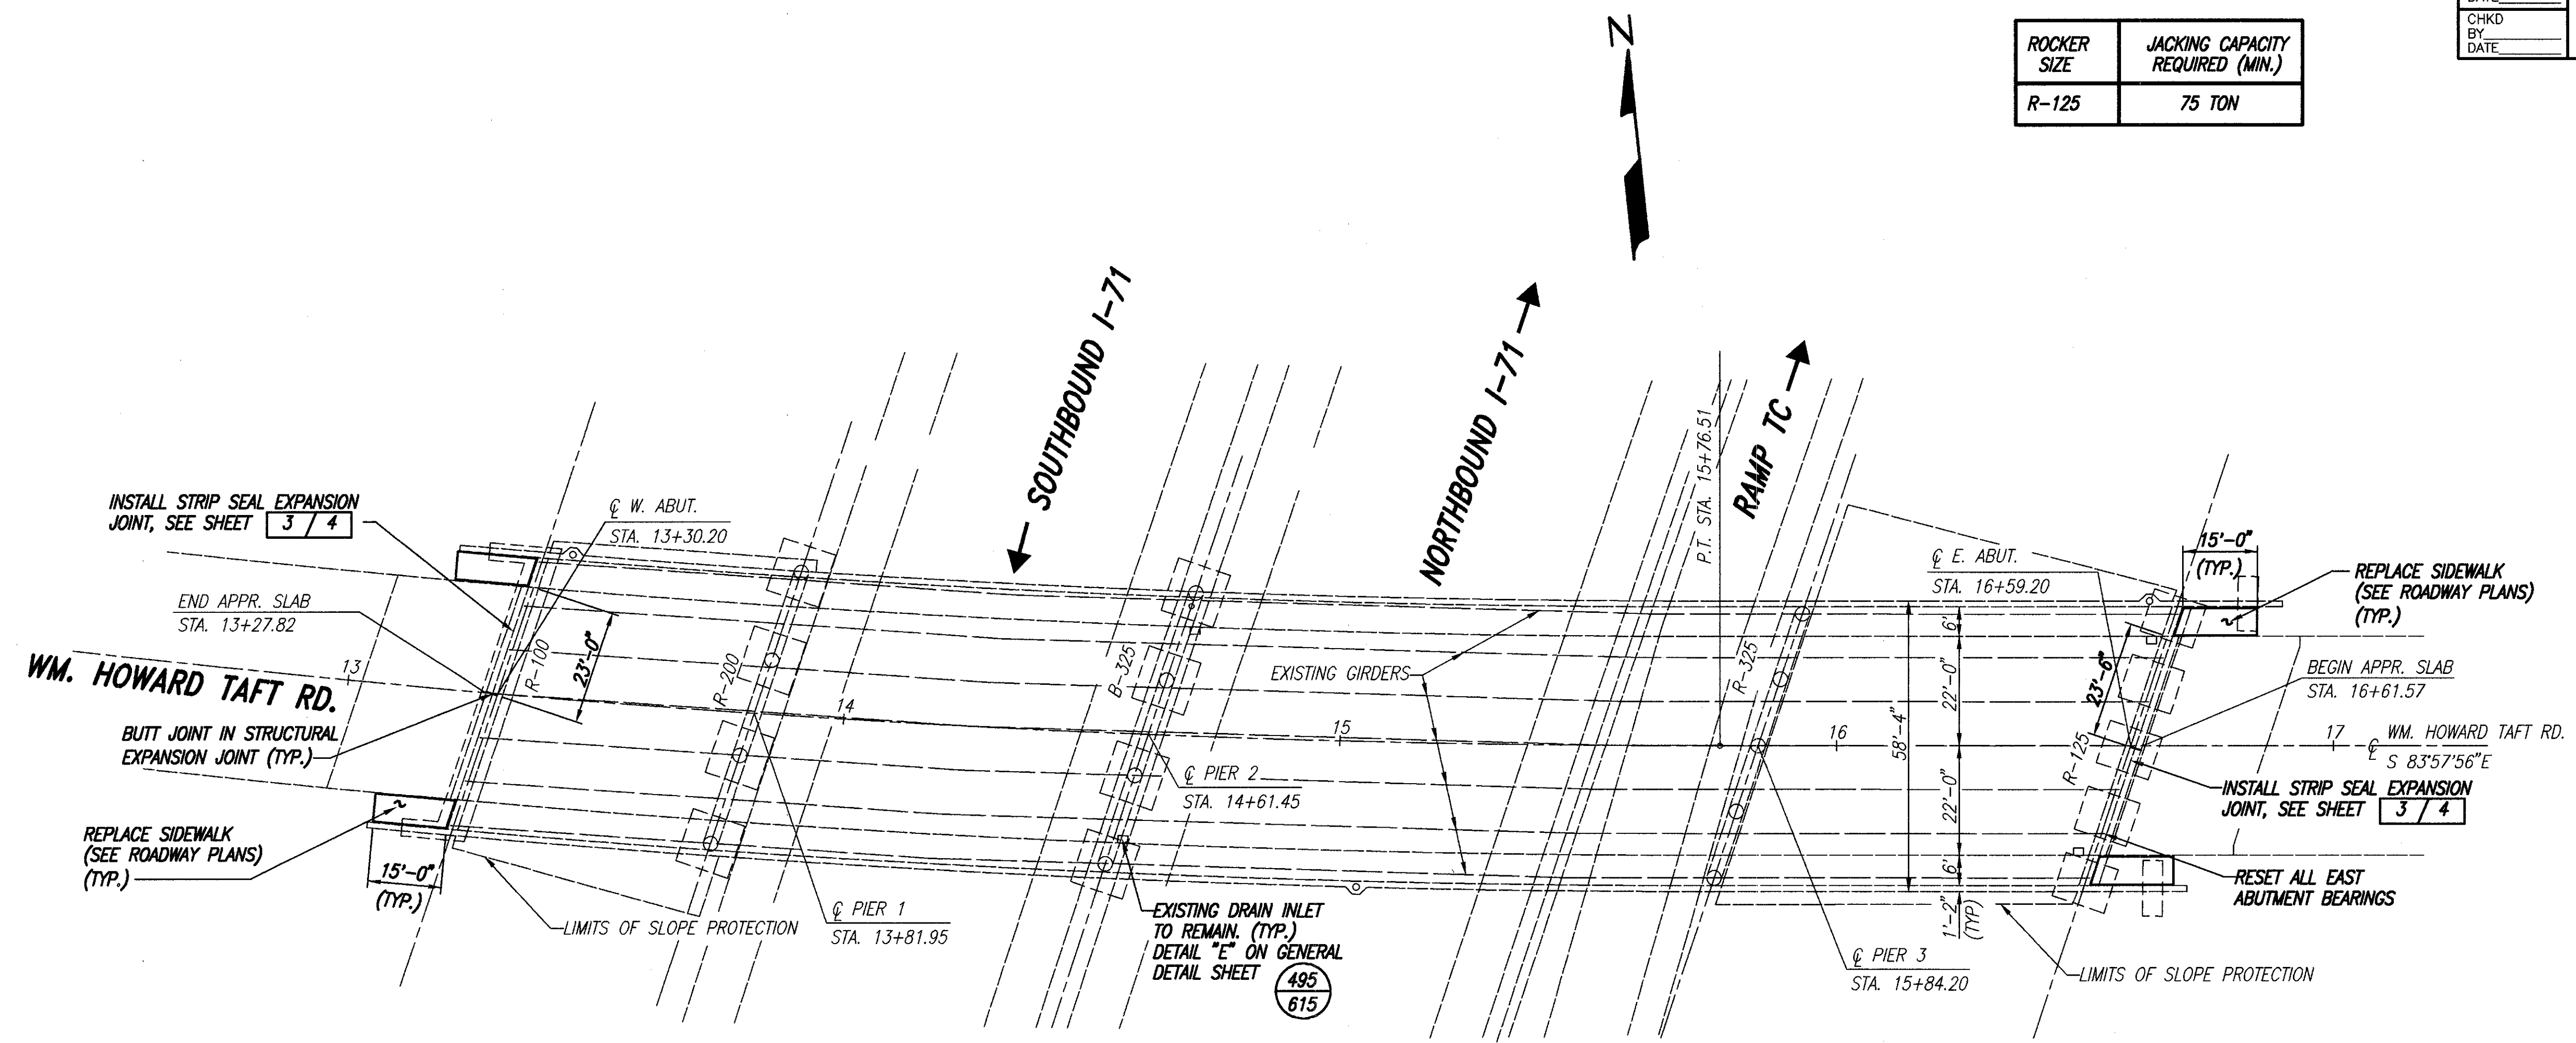 DATE
CHKD
BY
DATE
ROCKER SIZE
JACKING CAPACITY REQUIRED (MIN.)
R-125
75 TON
N
SOUTHBOUND I-71
NORTHBOUND I-71
RAMP TC
P.T. STA. 15+76.51
INSTALL STRIP SEAL EXPANSION
JOINT, SEE SHEET 3 / 4
℄ W. ABUT.
STA. 13+30.20
END APPR. SLAB
STA. 13+27.82
WM. HOWARD TAFT RD.
13
R-100
23'-0"
BUTT JOINT IN STRUCTURAL
EXPANSION JOINT (TYP.)
REPLACE SIDEWALK
(SEE ROADWAY PLANS)
(TYP.)
15'-0"
(TYP.)
LIMITS OF SLOPE PROTECTION
R-200
14
℄ PIER 1
STA. 13+81.95
B-325
℄ PIER 2
STA. 14+61.45
EXISTING DRAIN INLET
TO REMAIN. (TYP.)
DETAIL "E" ON GENERAL
DETAIL SHEET
495
615
EXISTING GIRDERS
15
R-325
16
℄ PIER 3
STA. 15+84.20
6'
22'-0"
58'-4"
22'-0"
6'
1'-2"
(TYP)
℄ E. ABUT.
STA. 16+59.20
15'-0"
(TYP.)
REPLACE SIDEWALK
(SEE ROADWAY PLANS)
(TYP.)
23'-6"
BEGIN APPR. SLAB
STA. 16+61.57
17
℄ WM. HOWARD TAFT RD.
S 83°57'56"E
R-125
INSTALL STRIP SEAL EXPANSION
JOINT, SEE SHEET 3 / 4
RESET ALL EAST
ABUTMENT BEARINGS
LIMITS OF SLOPE PROTECTION